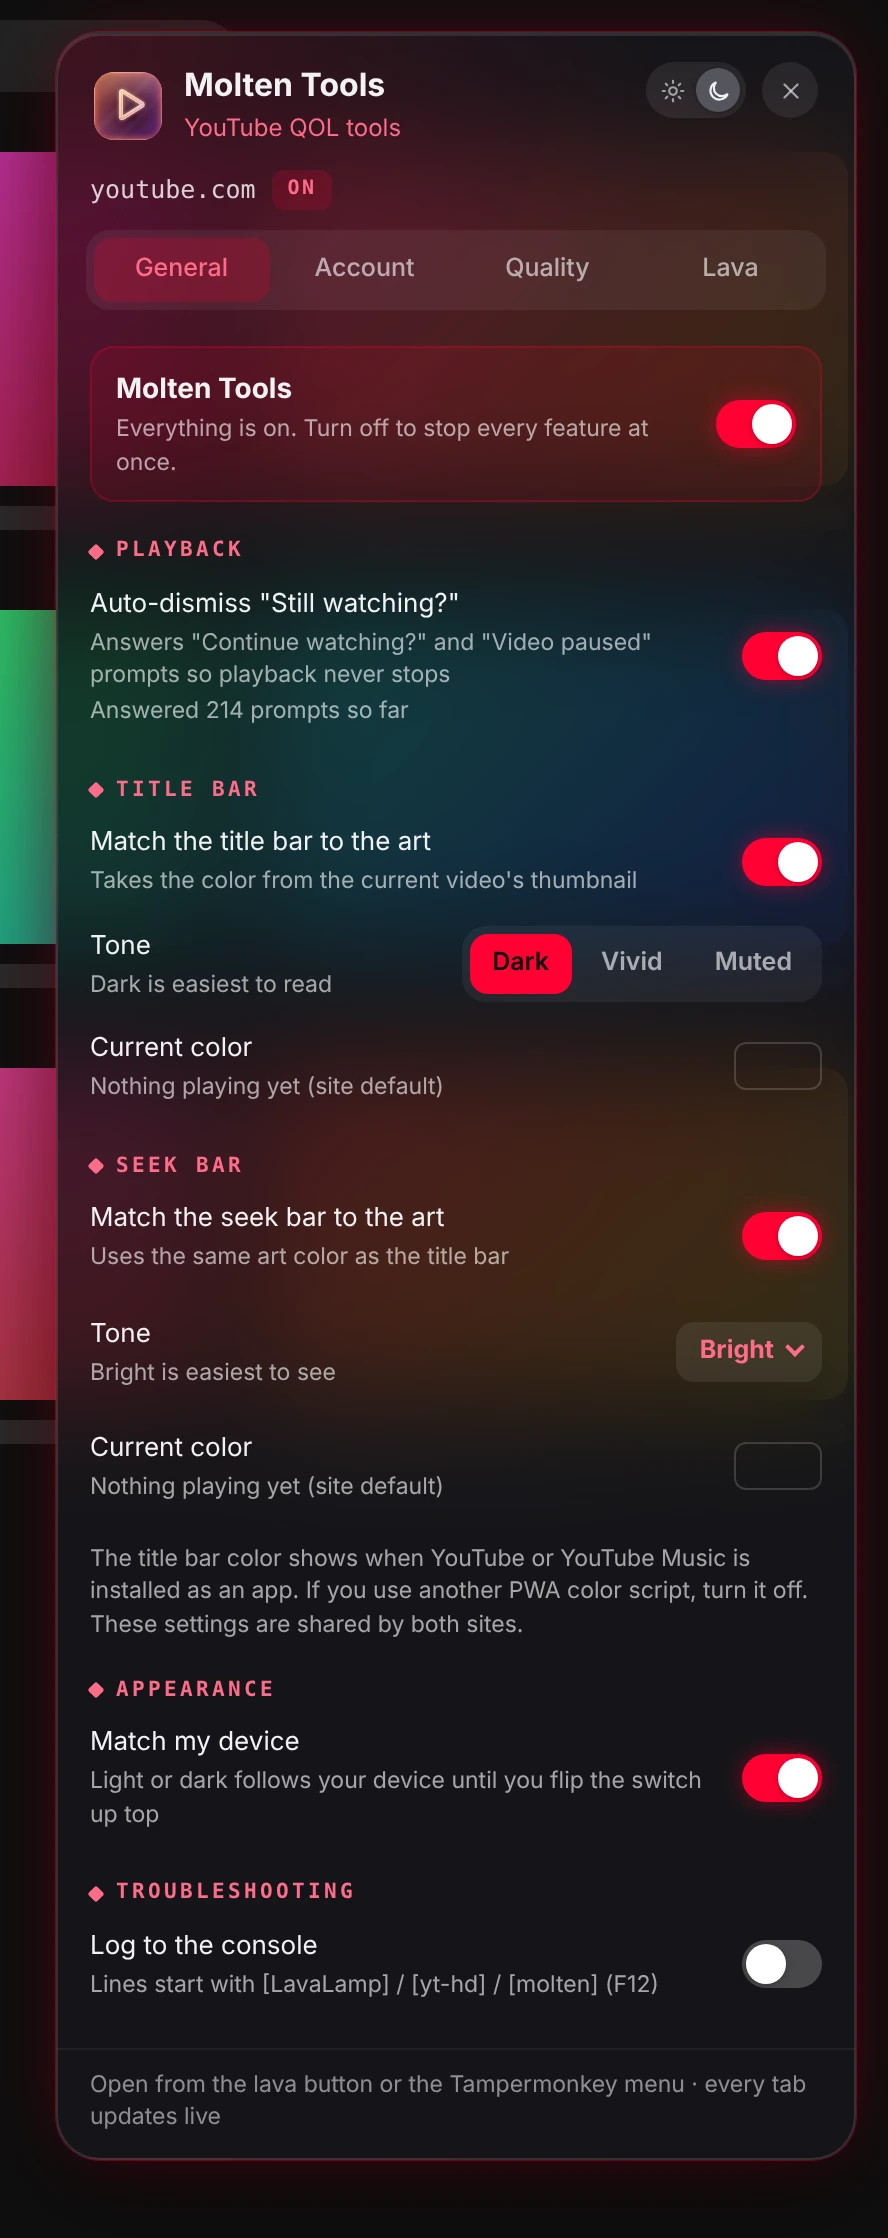 Molten Tools
YouTube QOL tools
youtube.com ON
General Account Quality Lava
Molten Tools
Everything is on. Turn off to stop every feature at
once.
PLAYBACK
Auto-dismiss "Still watching?"
Answers "Continue watching?" and "Video paused"
prompts so playback never stops
Answered 214 prompts so far
TITLE BAR
Match the title bar to the art
Takes the color from the current video's thumbnail
Tone
Dark is easiest to read
Dark Vivid Muted
Current color
Nothing playing yet (site default)
SEEK BAR
Match the seek bar to the art
Uses the same art color as the title bar
Tone
Bright is easiest to see
Bright
Current color
Nothing playing yet (site default)
The title bar color shows when YouTube or YouTube Music is
installed as an app. If you use another PWA color script, turn it off.
These settings are shared by both sites.
APPEARANCE
Match my device
Light or dark follows your device until you flip the switch
up top
TROUBLESHOOTING
Log to the console
Lines start with [LavaLamp] / [yt-hd] / [molten] (F12)
Open from the lava button or the Tampermonkey menu · every tab
updates live